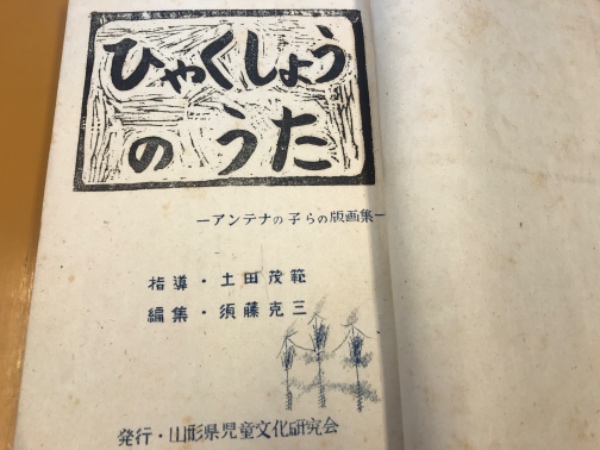 ひゃくしょう
のうた
—アンテナの子らの版画集—
指導・土田茂範
編集・須藤克三
発行・山形県児童文化研究会